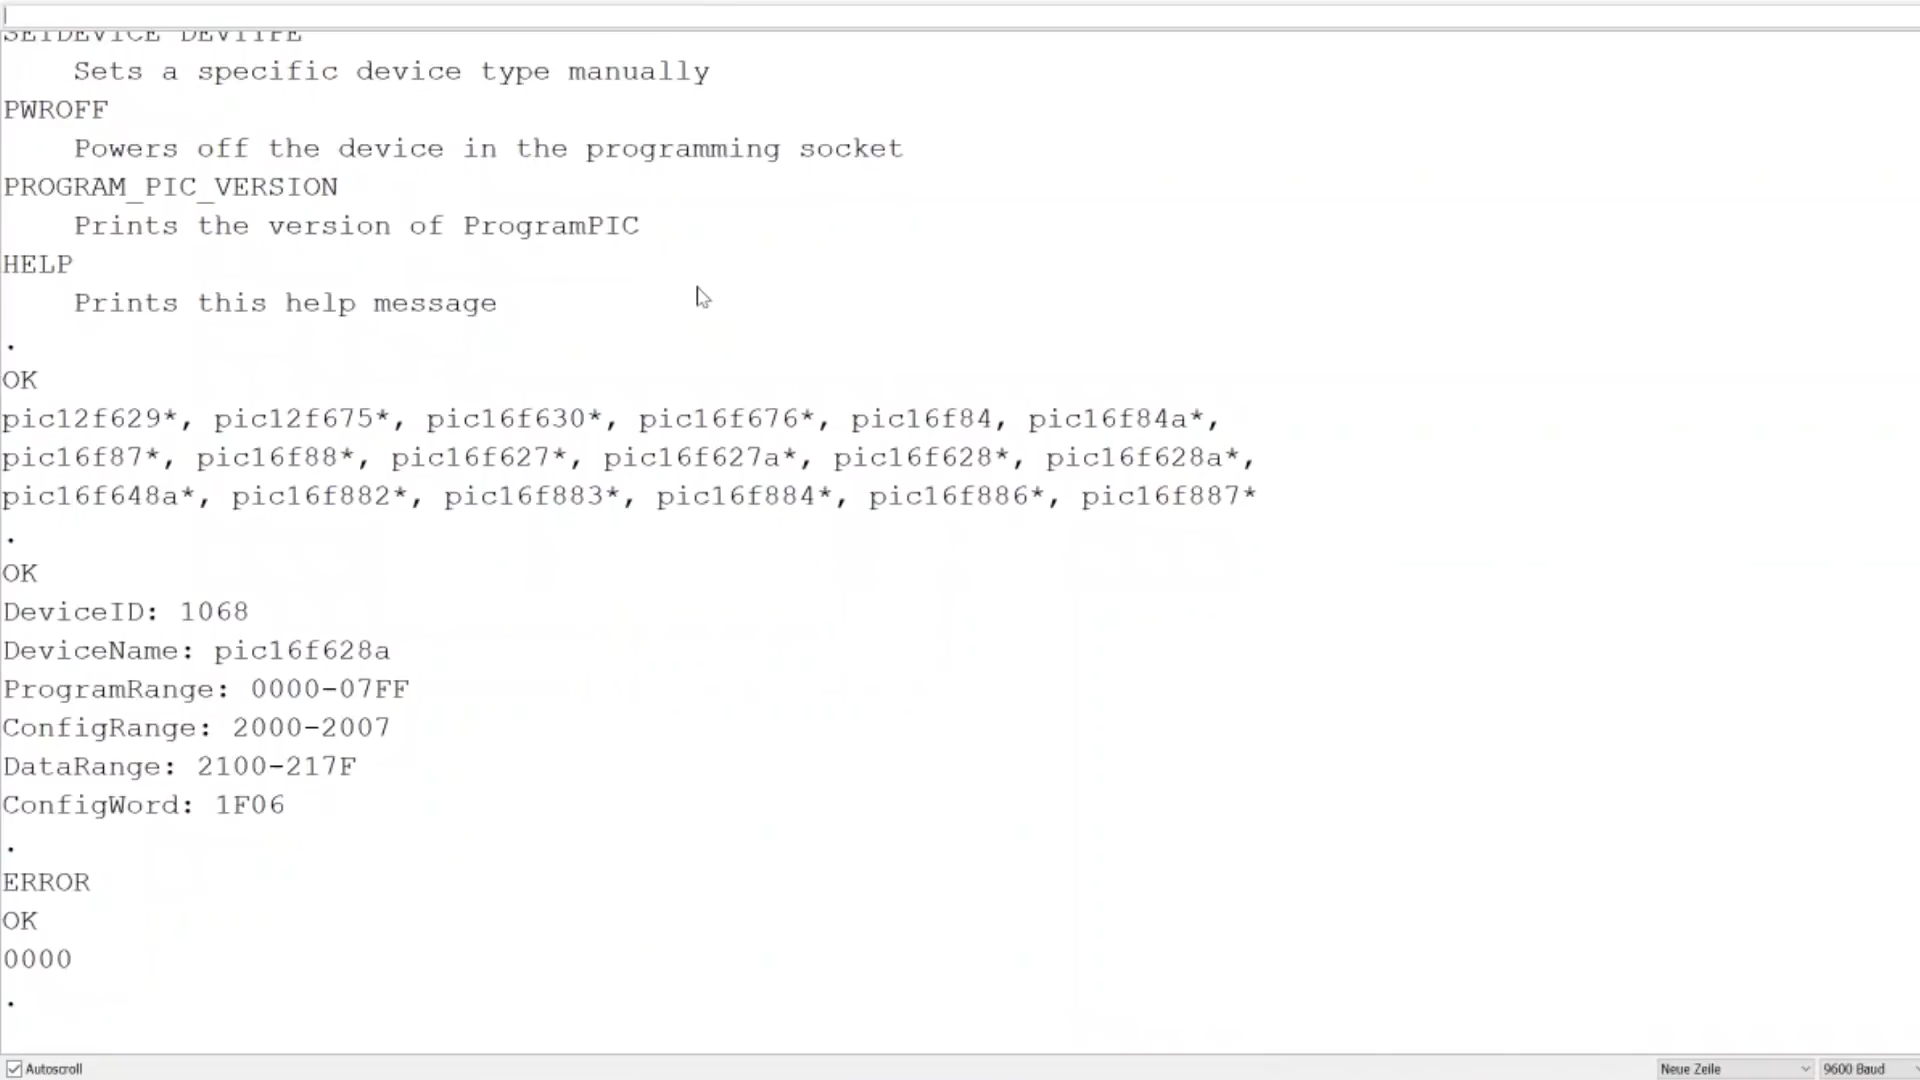 SETDEVICE DEVTYPE
Sets a specific device type manually
PWROFF
Powers off the device in the programming socket
PROGRAM_PIC_VERSION
Prints the version of ProgramPIC
HELP
Prints this help message
.
OK
pic12f629*, pic12f675*, pic16f630*, pic16f676*, pic16f84, pic16f84a*,
pic16f87*, pic16f88*, pic16f627*, pic16f627a*, pic16f628*, pic16f628a*,
pic16f648a*, pic16f882*, pic16f883*, pic16f884*, pic16f886*, pic16f887*
.
OK
DeviceID: 1068
DeviceName: pic16f628a
ProgramRange: 0000-07FF
ConfigRange: 2000-2007
DataRange: 2100-217F
ConfigWord: 1F06
.
ERROR
OK
0000
.
Autoscroll
Neue Zeile
9600 Baud